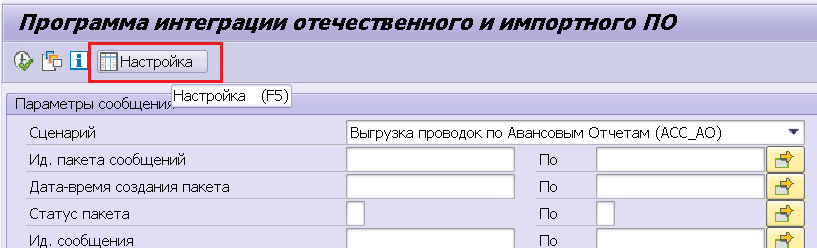 Программа интеграции отечественного и импортного ПО
Настройка
Настройка (F5)
Параметры сообщения
Сценарий Выгрузка проводок по Авансовым Отчетам (ACC_AO)
Ид. пакета сообщений По
Дата-время создания пакета По
Статус пакета По
Ид. сообщения По